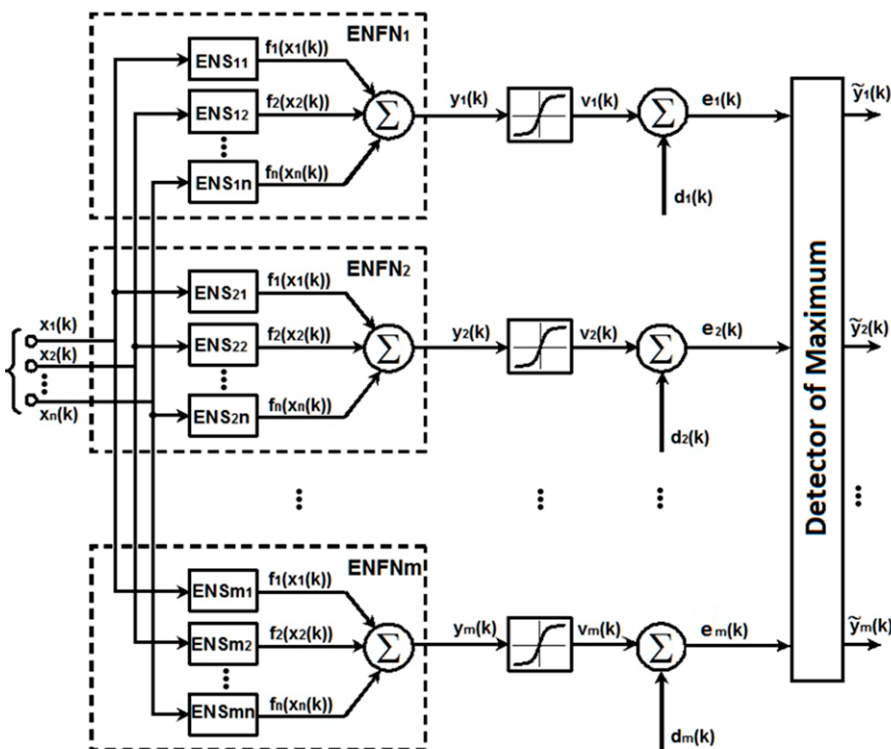 ENFN1
ENS11 f1(x1(k))
ENS12 f2(x2(k))
ENS1n fn(xn(k))
Σ y1(k) v1(k) Σ e1(k) ỹ1(k)
d1(k)
ENFN2
ENS21 f1(x1(k))
ENS22 f2(x2(k))
ENS2n fn(xn(k))
Σ y2(k) v2(k) Σ e2(k) ỹ2(k)
d2(k)
x1(k)
x2(k)
xn(k)
ENFNm
ENSm1 f1(x1(k))
ENSm2 f2(x2(k))
ENSmn fn(xn(k))
Σ ym(k) vm(k) Σ em(k) ỹm(k)
dm(k)
Detector of Maximum